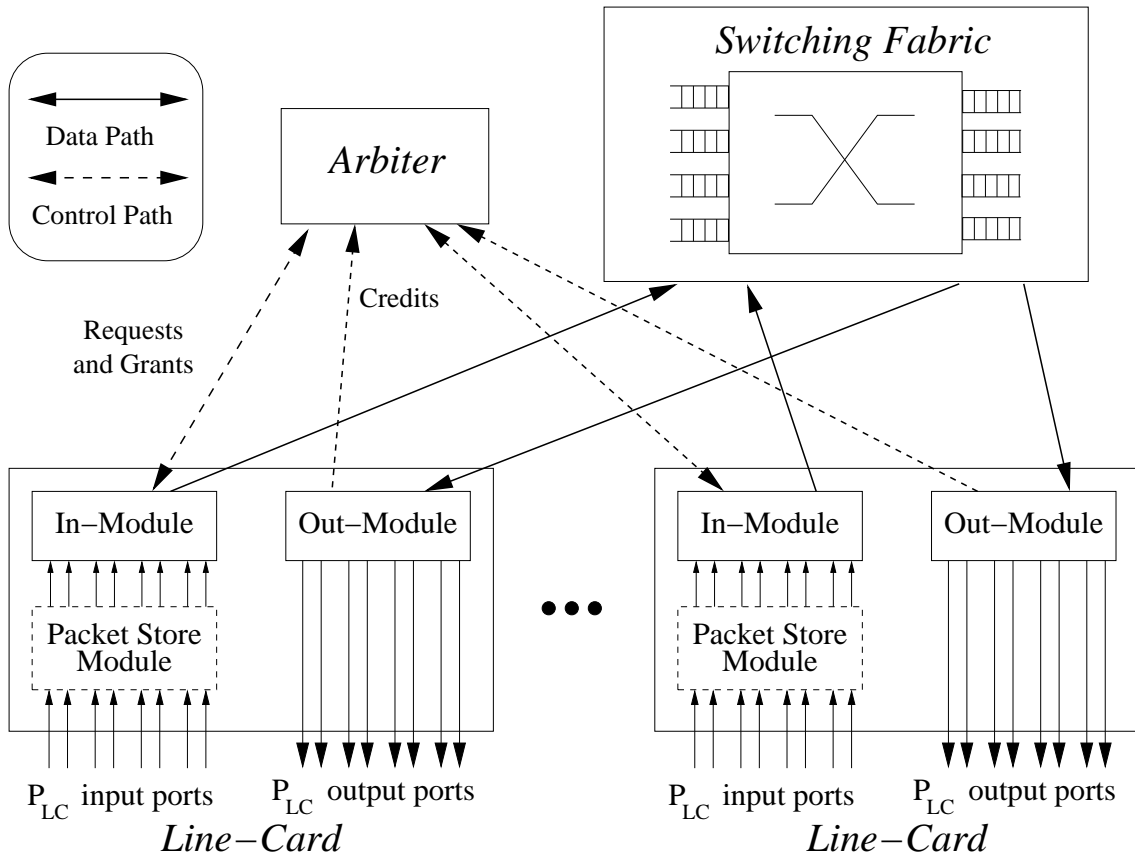 Switching Fabric
Data Path
Control Path
Arbiter
Credits
Requests
and Grants
In−Module
Out−Module
Packet Store
Module
P_LC input ports
P_LC output ports
Line−Card
In−Module
Out−Module
Packet Store
Module
P_LC input ports
P_LC output ports
Line−Card